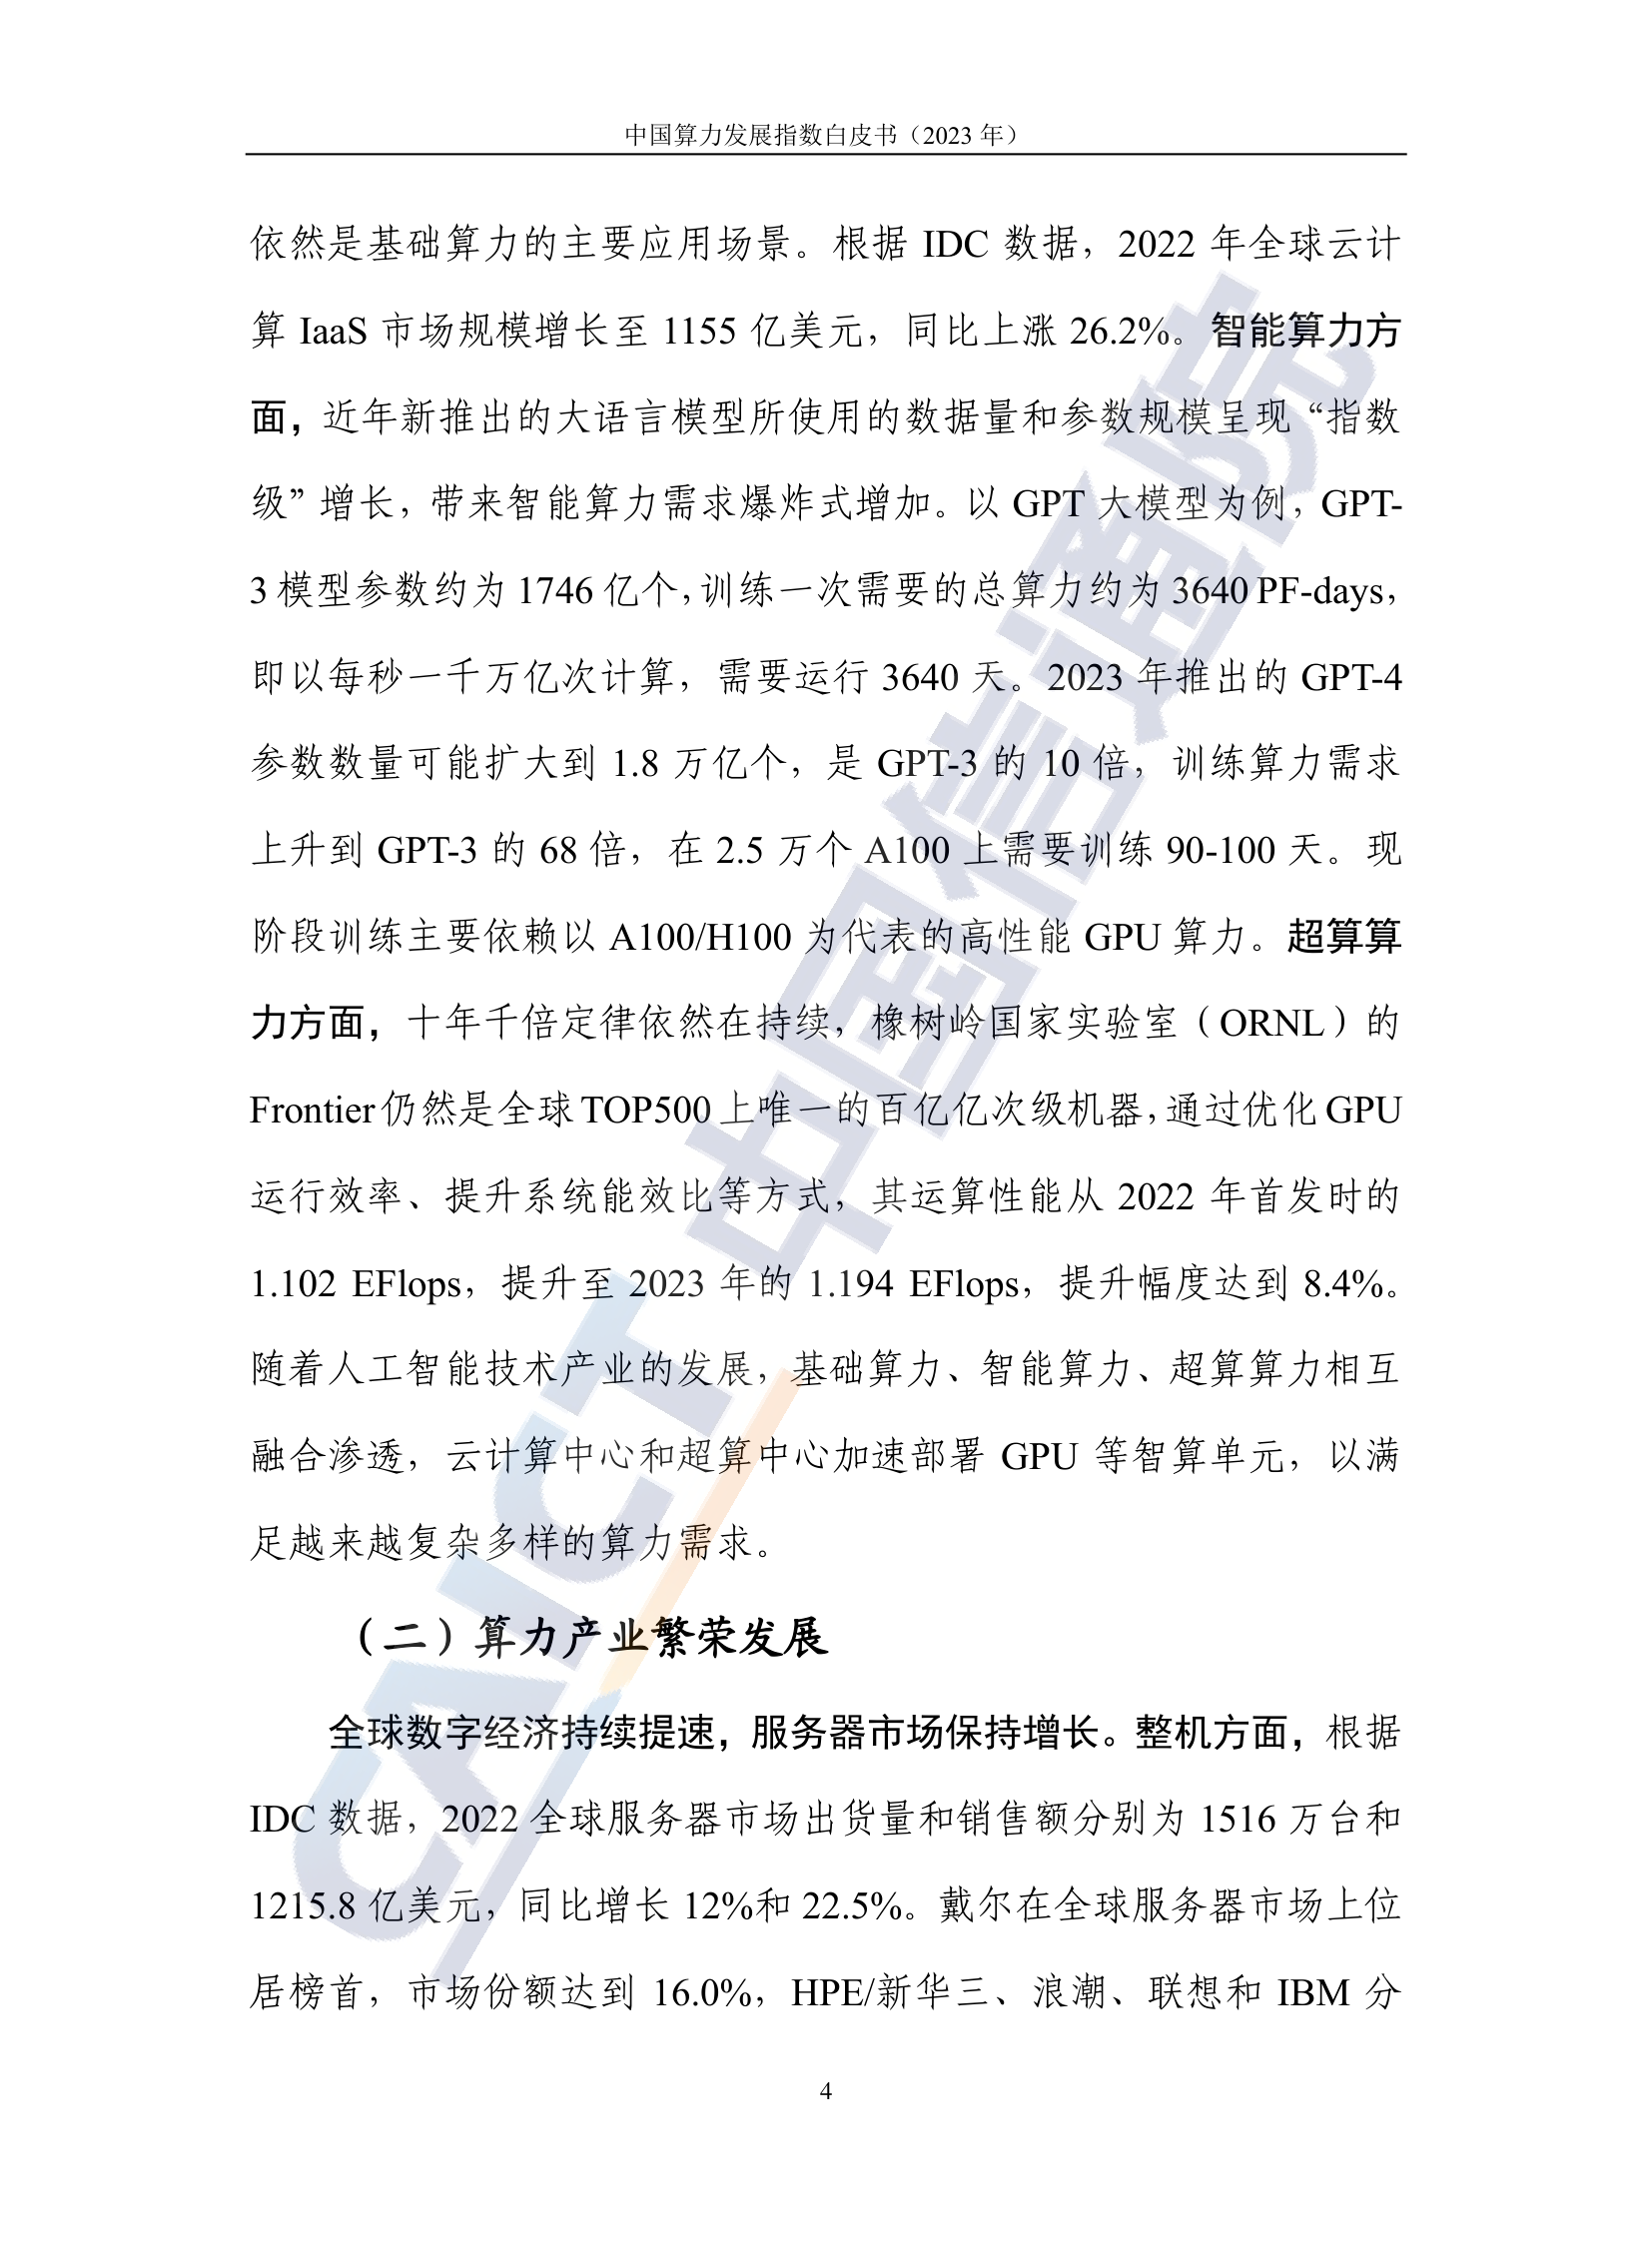 中国算力发展指数白皮书（2023 年）
依然是基础算力的主要应用场景。根据 IDC 数据，2022 年全球云计
算 IaaS 市场规模增长至 1155 亿美元，同比上涨 26.2%。智能算力方
面，近年新推出的大语言模型所使用的数据量和参数规模呈现“指数
级”增长，带来智能算力需求爆炸式增加。以 GPT 大模型为例，GPT-
3 模型参数约为 1746 亿个，训练一次需要的总算力约为 3640 PF-days，
即以每秒一千万亿次计算，需要运行 3640 天。2023 年推出的 GPT-4
参数数量可能扩大到 1.8 万亿个，是 GPT-3 的 10 倍，训练算力需求
上升到 GPT-3 的 68 倍，在 2.5 万个 A100 上需要训练 90-100 天。现
阶段训练主要依赖以 A100/H100 为代表的高性能 GPU 算力。超算算
力方面，十年千倍定律依然在持续，橡树岭国家实验室（ORNL）的
Frontier 仍然是全球 TOP500 上唯一的百亿亿次级机器，通过优化 GPU
运行效率、提升系统能效比等方式，其运算性能从 2022 年首发时的
1.102 EFlops，提升至 2023 年的 1.194 EFlops，提升幅度达到 8.4%。
随着人工智能技术产业的发展，基础算力、智能算力、超算算力相互
融合渗透，云计算中心和超算中心加速部署 GPU 等智算单元，以满
足越来越复杂多样的算力需求。
（二）算力产业繁荣发展
全球数字经济持续提速，服务器市场保持增长。整机方面，根据
IDC 数据，2022 全球服务器市场出货量和销售额分别为 1516 万台和
1215.8 亿美元，同比增长 12%和 22.5%。戴尔在全球服务器市场上位
居榜首，市场份额达到 16.0%，HPE/新华三、浪潮、联想和 IBM 分
4
CAICT 中国信通院